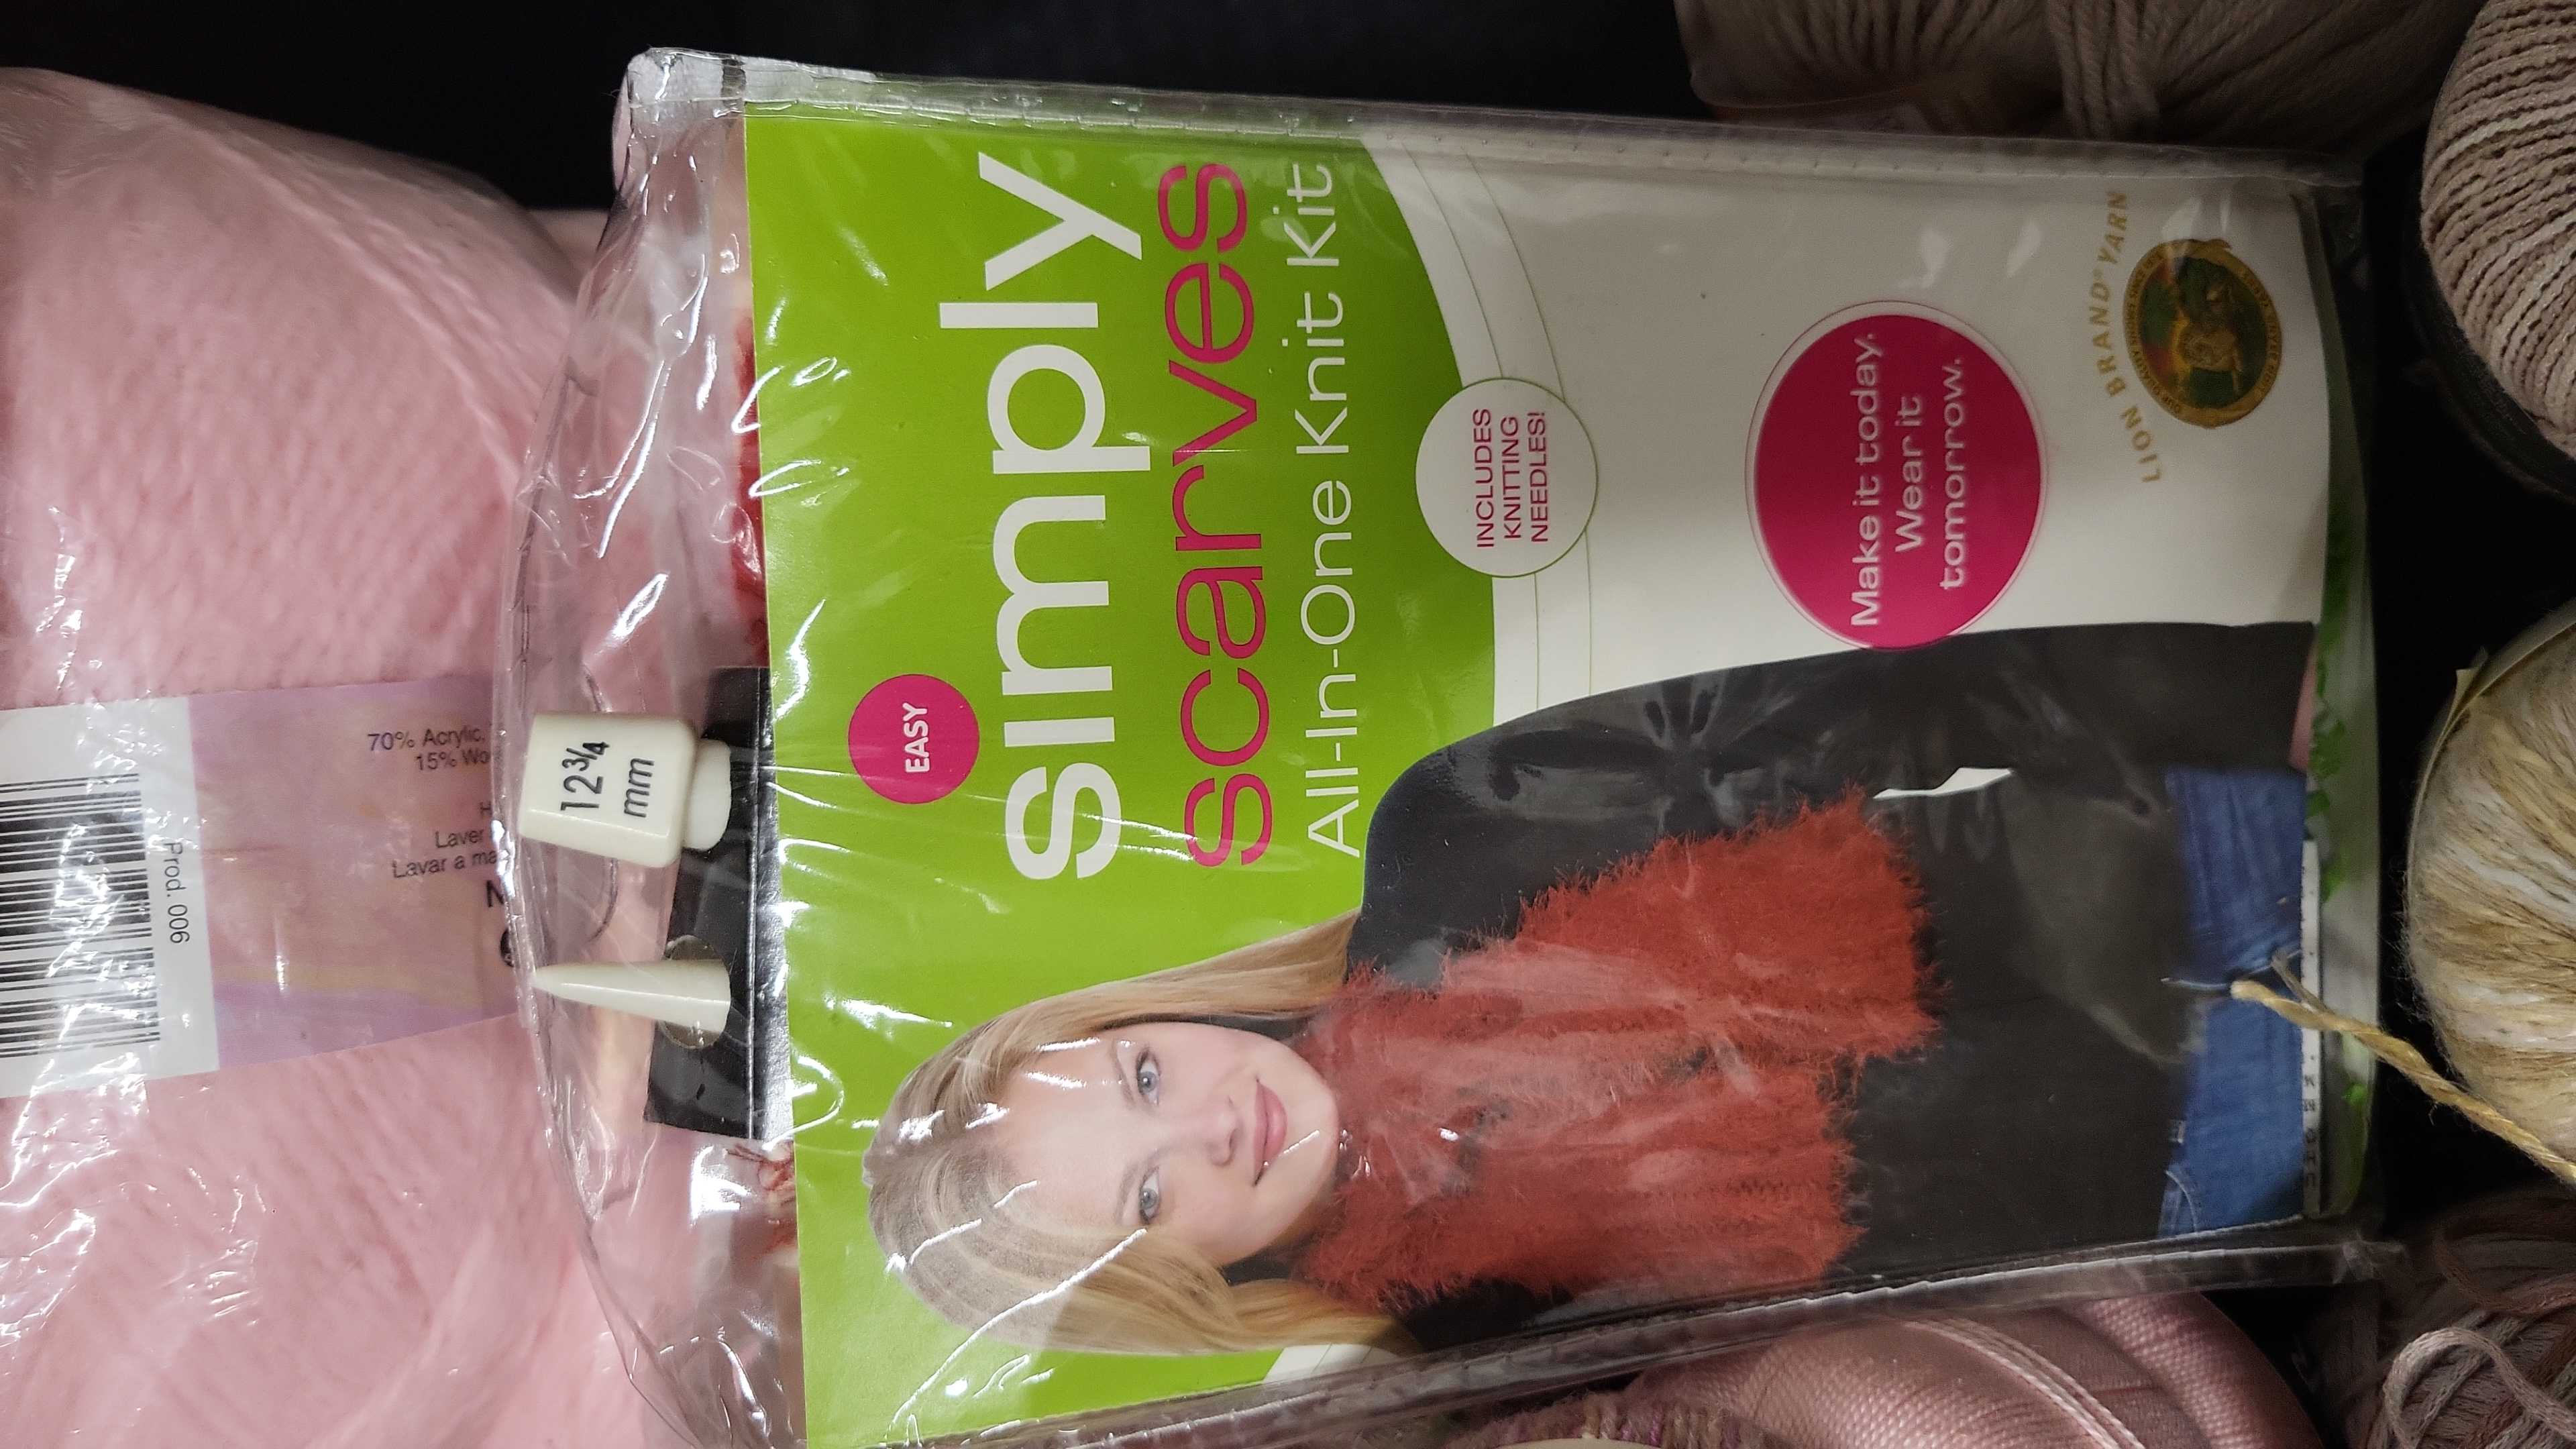 EASY
simply
scarves
All-In-One Knit Kit
INCLUDES
KNITTING
NEEDLES!
Make it today.
Wear it
tomorrow.
LION BRAND® YARN
12¾
mm
70% Acrylic,
15% Wo
Laver
Lavar a ma
Prod. 006